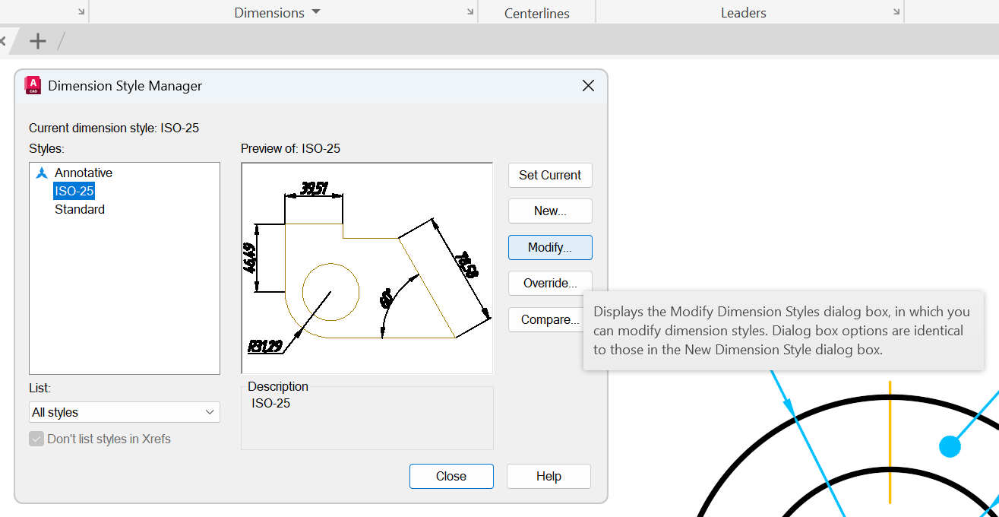 Dimensions
Centerlines
Leaders
A
CAD
Dimension Style Manager
Current dimension style: ISO-25
Styles:
Preview of: ISO-25
Annotative
ISO-25
Standard
39,51
46,49
78,58
60°
R31,29
Set Current
New...
Modify...
Override...
Compare...
Displays the Modify Dimension Styles dialog box, in which you
can modify dimension styles. Dialog box options are identical
to those in the New Dimension Style dialog box.
List:
All styles
Don't list styles in Xrefs
Description
ISO-25
Close
Help